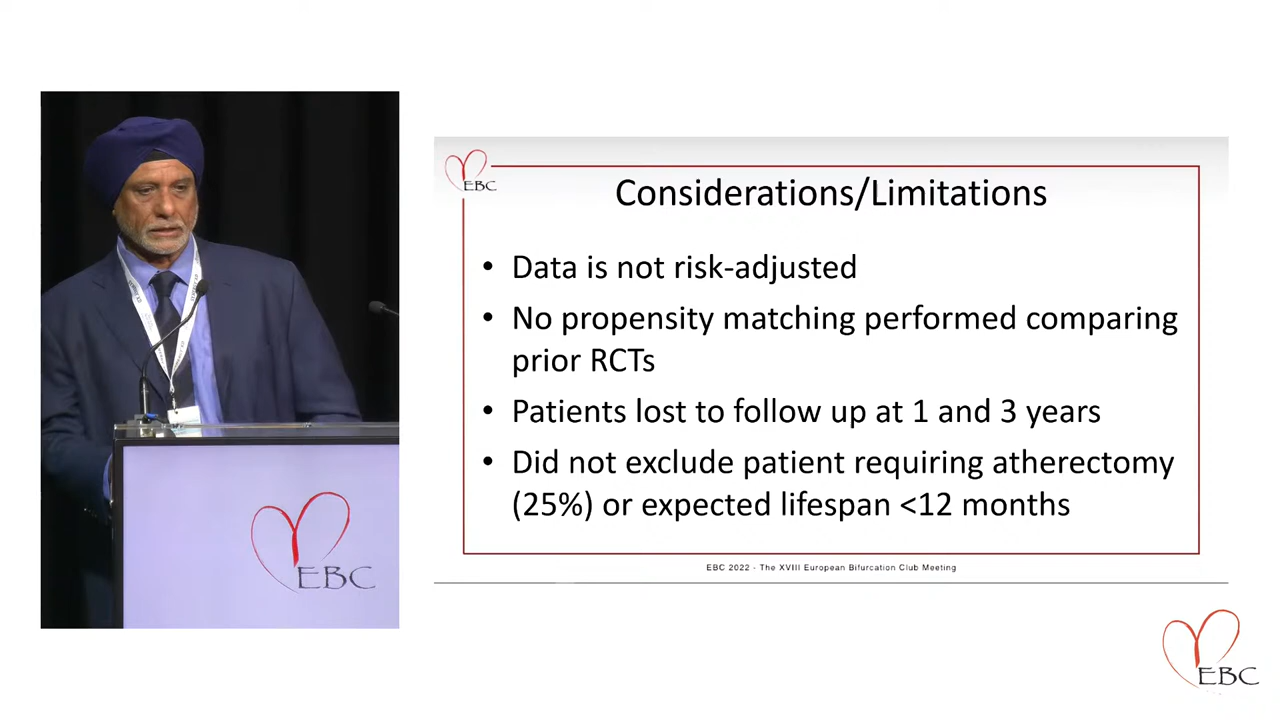 EBC
Considerations/Limitations
• Data is not risk-adjusted
• No propensity matching performed comparing
prior RCTs
• Patients lost to follow up at 1 and 3 years
• Did not exclude patient requiring atherectomy
(25%) or expected lifespan <12 months
EBC 2022 - The XVIII European Bifurcation Club Meeting
EBC
EBC